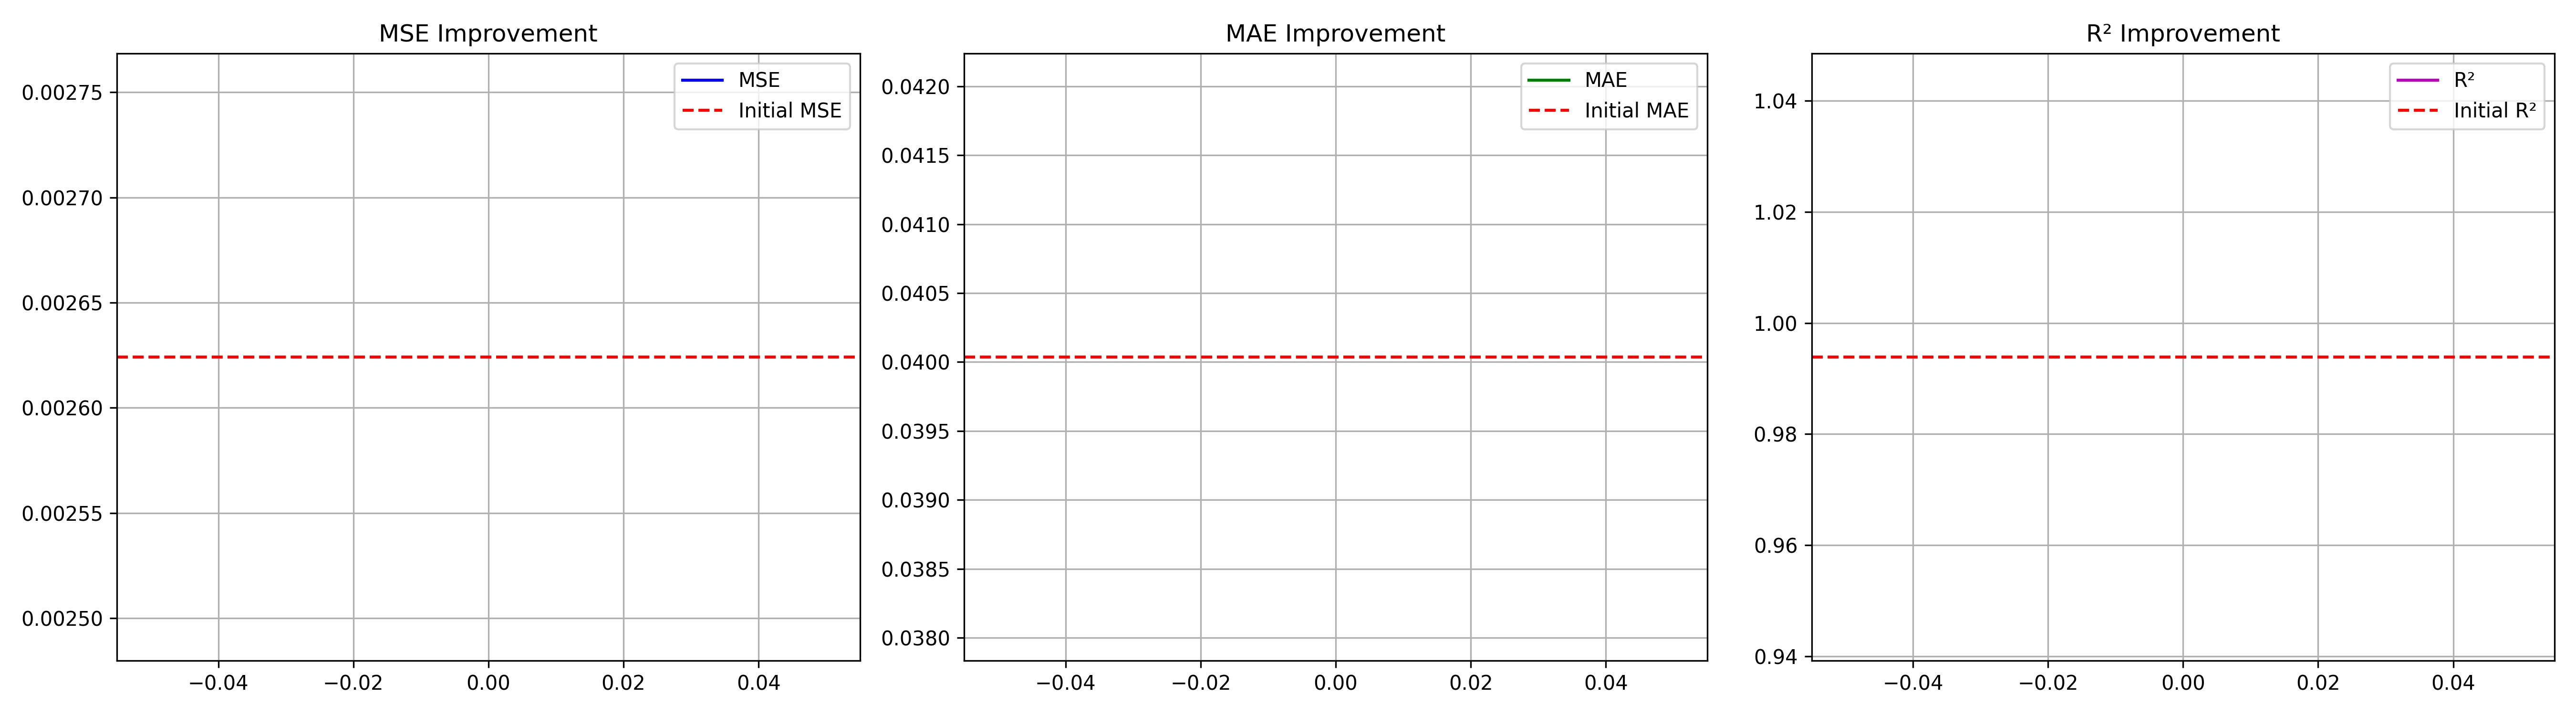 MSE Improvement
MSE
Initial MSE
0.00275
0.00270
0.00265
0.00260
0.00255
0.00250
−0.04 −0.02 0.00 0.02 0.04
MAE Improvement
MAE
Initial MAE
0.0420
0.0415
0.0410
0.0405
0.0400
0.0395
0.0390
0.0385
0.0380
−0.04 −0.02 0.00 0.02 0.04
R² Improvement
R²
Initial R²
1.04
1.02
1.00
0.98
0.96
0.94
−0.04 −0.02 0.00 0.02 0.04